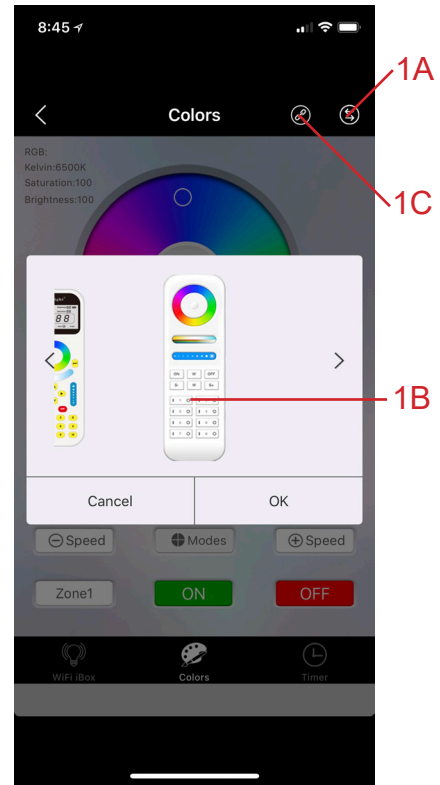 8:45
1A
Colors
1C
RGB:
Kelvin:6500K
Saturation:100
Brightness:100
88
ON W OFF
S- M S+
1B
Cancel OK
Speed Modes Speed
Zone1 ON OFF
WiFi iBox Colors Timer